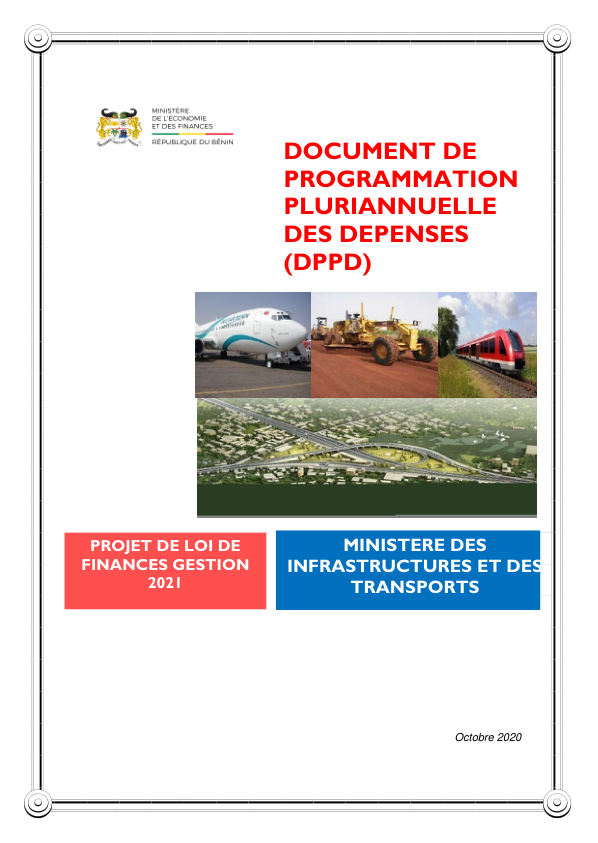 MINISTÈRE
DE L'ÉCONOMIE
ET DES FINANCES
RÉPUBLIQUE DU BÉNIN
DOCUMENT DE
PROGRAMMATION
PLURIANNUELLE
DES DEPENSES
(DPPD)
PROJET DE LOI DE
FINANCES GESTION
2021
MINISTERE DES
INFRASTRUCTURES ET DES
TRANSPORTS
Octobre 2020